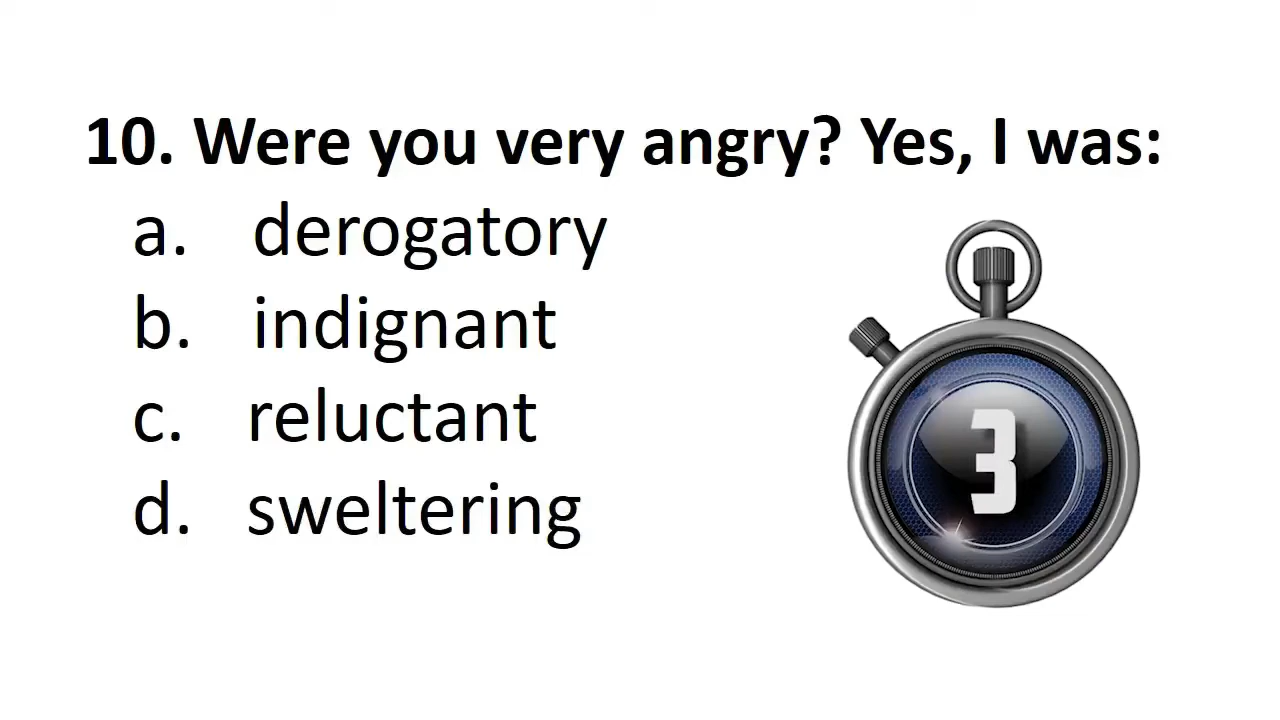 10. Were you very angry? Yes, I was:
a. derogatory
b. indignant
c. reluctant
d. sweltering
3